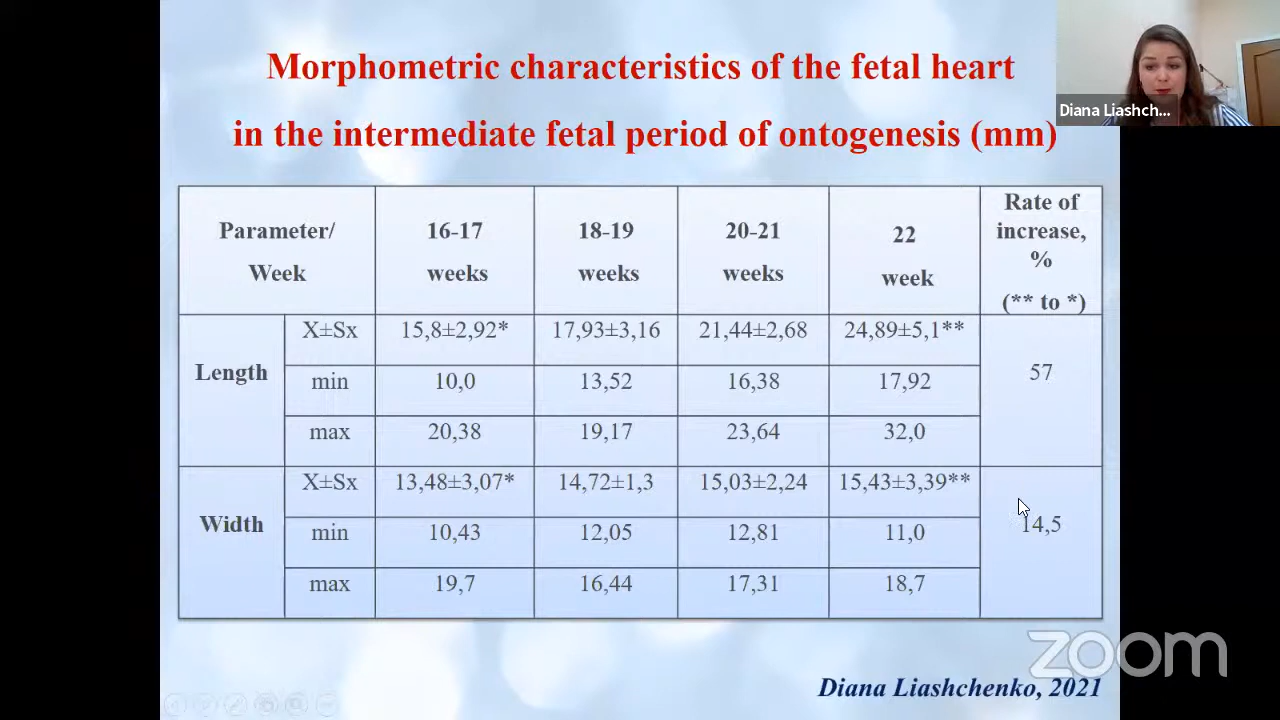 Morphometric characteristics of the fetal heart
in the intermediate fetal period of ontogenesis (mm)
Diana Liashch...
Parameter/
Week
16-17
weeks
18-19
weeks
20-21
weeks
22
week
Rate of
increase,
%
(** to *)
Length
X±Sx 15,8±2,92* 17,93±3,16 21,44±2,68 24,89±5,1**
min 10,0 13,52 16,38 17,92
max 20,38 19,17 23,64 32,0
57
Width
X±Sx 13,48±3,07* 14,72±1,3 15,03±2,24 15,43±3,39**
min 10,43 12,05 12,81 11,0
max 19,7 16,44 17,31 18,7
14,5
zoom
Diana Liashchenko, 2021